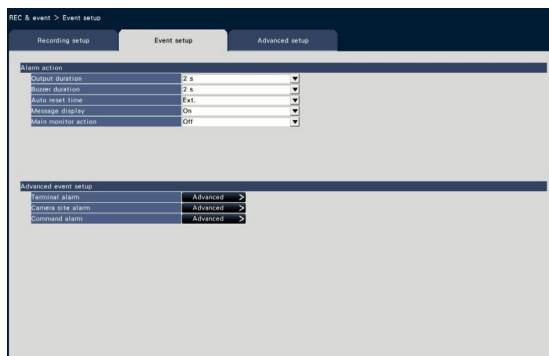 REC & event > Event setup
Recording setup Event setup Advanced setup
Alarm action
Output duration 2 s
Buzzer duration 2 s
Auto reset time Ext.
Message display On
Main monitor action Off
Advanced event setup
Terminal alarm Advanced >
Camera site alarm Advanced >
Command alarm Advanced >